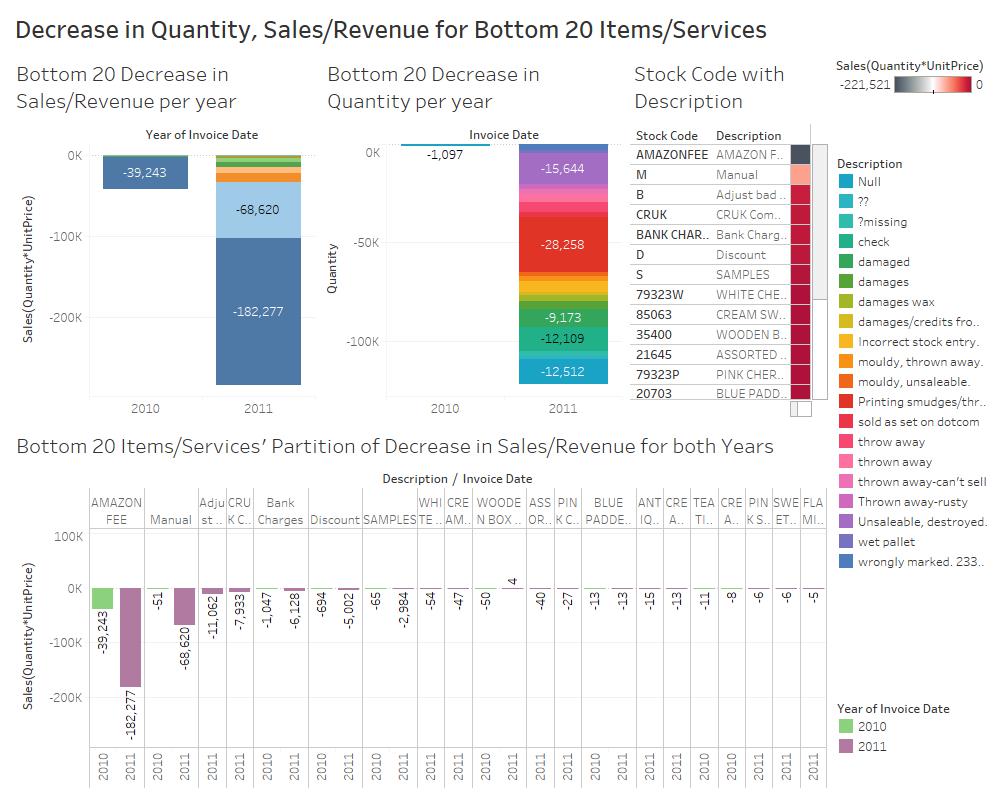 Decrease in Quantity, Sales/Revenue for Bottom 20 Items/Services
Bottom 20 Decrease in
Sales/Revenue per year
Year of Invoice Date
Sales(Quantity*UnitPrice)
0K
-100K
-200K
-39,243
-68,620
-182,277
2010
2011
Bottom 20 Decrease in
Quantity per year
Invoice Date
Quantity
0K
-50K
-100K
-1,097
-15,644
-28,258
-9,173
-12,109
-12,512
2010
2011
Stock Code with
Description
Stock Code Description
AMAZONFEE AMAZON F..
M Manual
B Adjust bad ..
CRUK CRUK Com..
BANK CHAR.. Bank Charg..
D Discount
S SAMPLES
79323W WHITE CHE..
85063 CREAM SW..
35400 WOODEN B..
21645 ASSORTED ..
79323P PINK CHER..
20703 BLUE PADD..
Sales(Quantity*UnitPrice)
-221,521 0
Description
Null
??
?missing
check
damaged
damages
damages wax
damages/credits fro..
Incorrect stock entry.
mouldy, thrown away.
mouldy, unsaleable.
Printing smudges/thr..
sold as set on dotcom
throw away
thrown away
thrown away-can't sell
Thrown away-rusty
Unsaleable, destroyed.
wet pallet
wrongly marked. 233..
Bottom 20 Items/Services' Partition of Decrease in Sales/Revenue for both Years
Description / Invoice Date
AMAZON Adju CRU Bank WHI CRE WOODE ASS PIN BLUE ANT CRE TEA CRE PIN SWE FLA
FEE Manual st .. K C.. Charges Discount SAMPLES TE .. AM.. N BOX .. OR.. K C.. PADDE.. IQ.. A.. TI.. A.. K S.. ET.. MI..
Sales(Quantity*UnitPrice)
100K
0K
-100K
-200K
-39,243
-182,277
-51
-68,620
-11,062
-7,933
-1,047
-6,128
-694
-5,002
-65
-2,984
-54
-47
-50
4
-40
-27
-13
-13
-15
-13
-11
-8
-6
-6
-5
2010 2011 2010 2011 2011 2011 2010 2011 2010 2011 2010 2011 2010 2010 2010 2011 2010 2010 2010 2011 2011 2010 2010 2010 2011 2011 2011
Year of Invoice Date
2010
2011